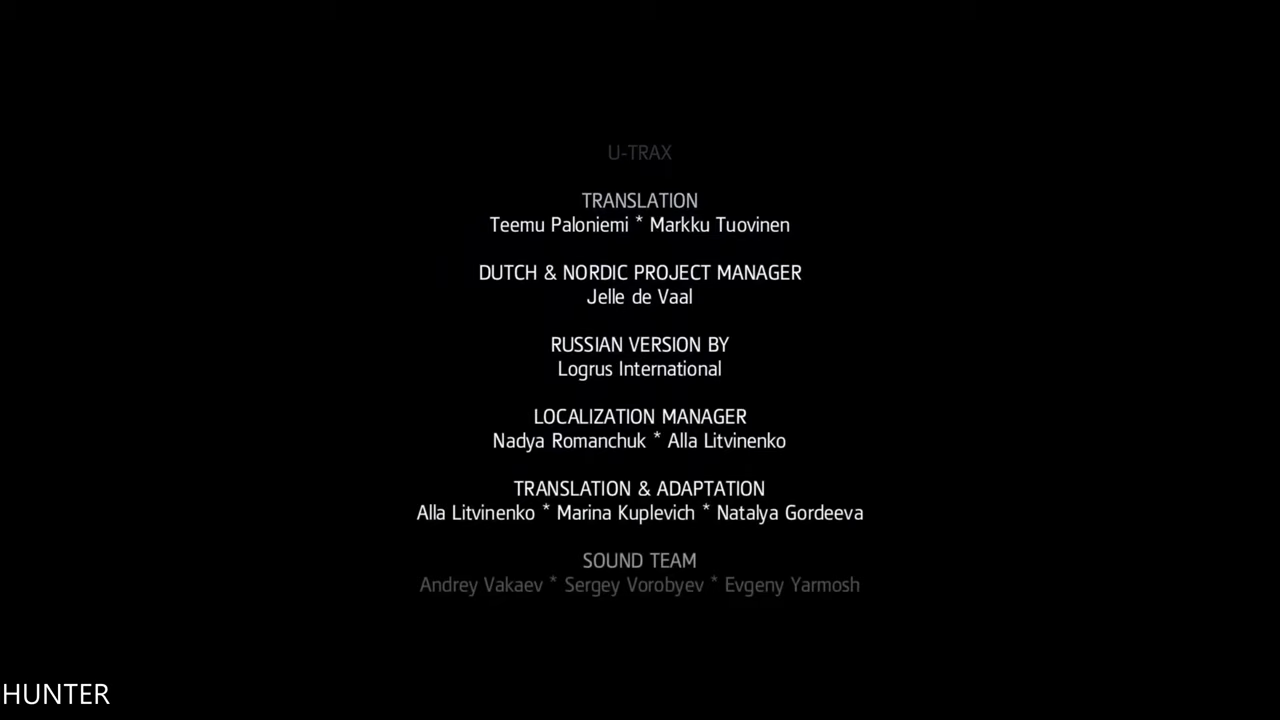 U-TRAX
TRANSLATION
Teemu Paloniemi * Markku Tuovinen
DUTCH & NORDIC PROJECT MANAGER
Jelle de Vaal
RUSSIAN VERSION BY
Logrus International
LOCALIZATION MANAGER
Nadya Romanchuk * Alla Litvinenko
TRANSLATION & ADAPTATION
Alla Litvinenko * Marina Kuplevich * Natalya Gordeeva
SOUND TEAM
Andrey Vakaev * Sergey Vorobyev * Evgeny Yarmosh
HUNTER